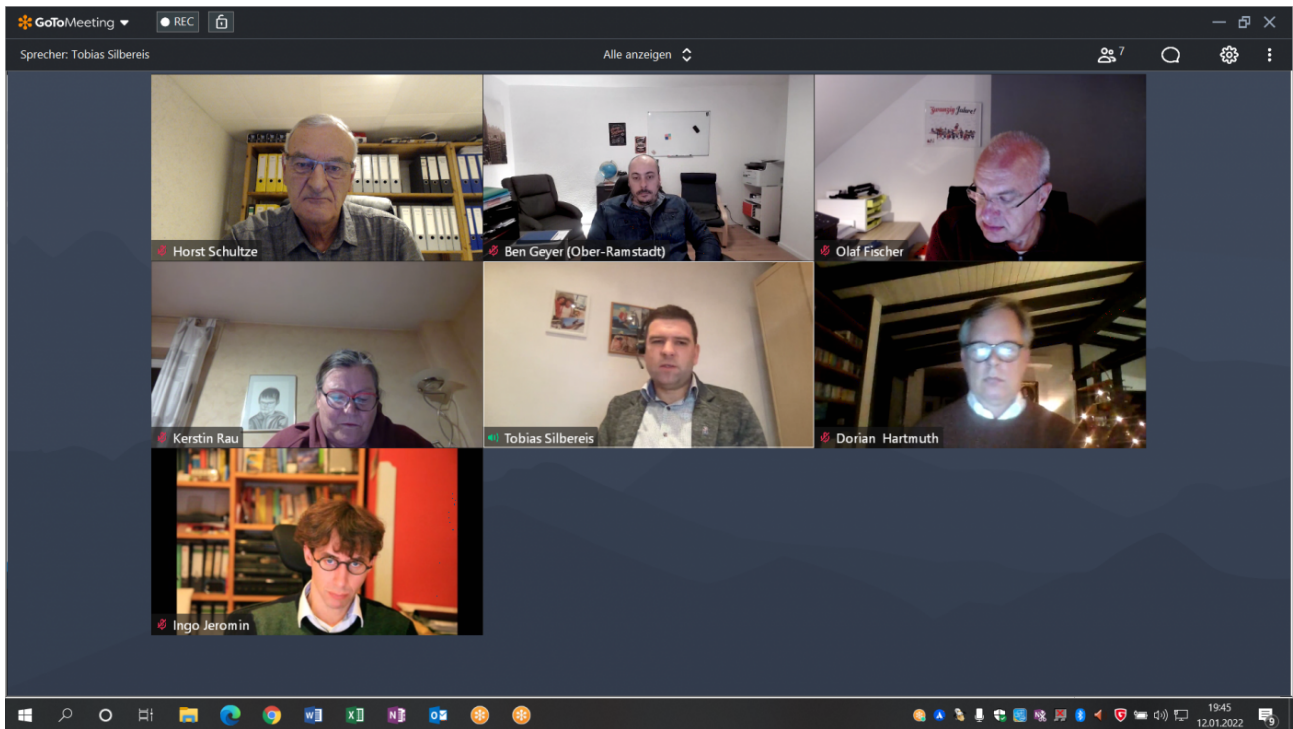 GoToMeeting
REC
Sprecher: Tobias Silbereis
Alle anzeigen
7
Horst Schultze
Ben Geyer (Ober-Ramstadt)
Olaf Fischer
Kerstin Rau
Tobias Silbereis
Dorian Hartmuth
Ingo Jeromin
19:45
12.01.2022
9